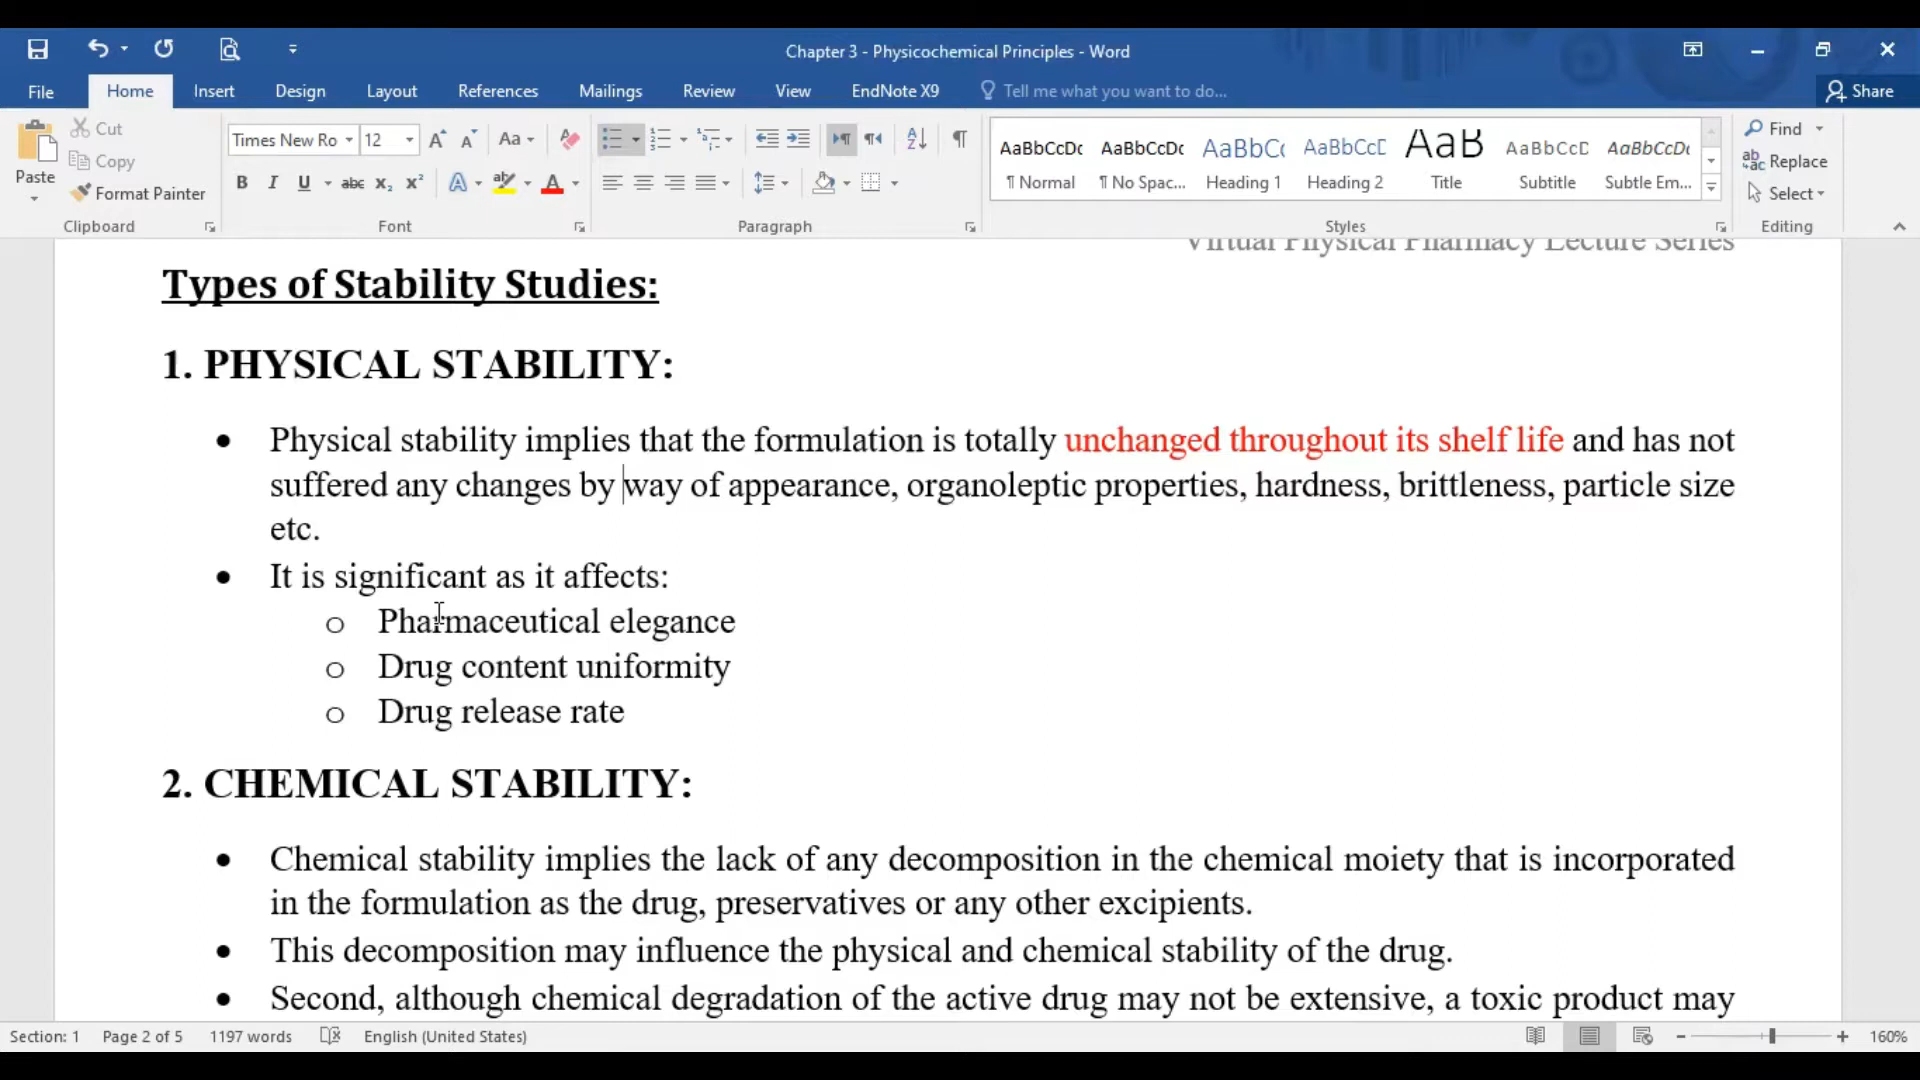 Chapter 3 - Physicochemical Principles - Word
File Home Insert Design Layout References Mailings Review View EndNote X9 Tell me what you want to do... Share
Paste
Cut
Copy
Format Painter
Clipboard
Times New Ro 12
Font
Paragraph
AaBbCcDc AaBbCcDc AaBbC AaBbCcD AaB AaBbCcD AaBbCcDc
¶ Normal ¶ No Spac... Heading 1 Heading 2 Title Subtitle Subtle Em...
Styles
Find
Replace
Select
Editing
Virtual Physical Pharmacy Lecture Series
Types of Stability Studies:
1. PHYSICAL STABILITY:
• Physical stability implies that the formulation is totally unchanged throughout its shelf life and has not
suffered any changes by way of appearance, organoleptic properties, hardness, brittleness, particle size
etc.
• It is significant as it affects:
o Pharmaceutical elegance
o Drug content uniformity
o Drug release rate
2. CHEMICAL STABILITY:
• Chemical stability implies the lack of any decomposition in the chemical moiety that is incorporated
in the formulation as the drug, preservatives or any other excipients.
• This decomposition may influence the physical and chemical stability of the drug.
• Second, although chemical degradation of the active drug may not be extensive, a toxic product may
Section: 1 Page 2 of 5 1197 words English (United States) 160%